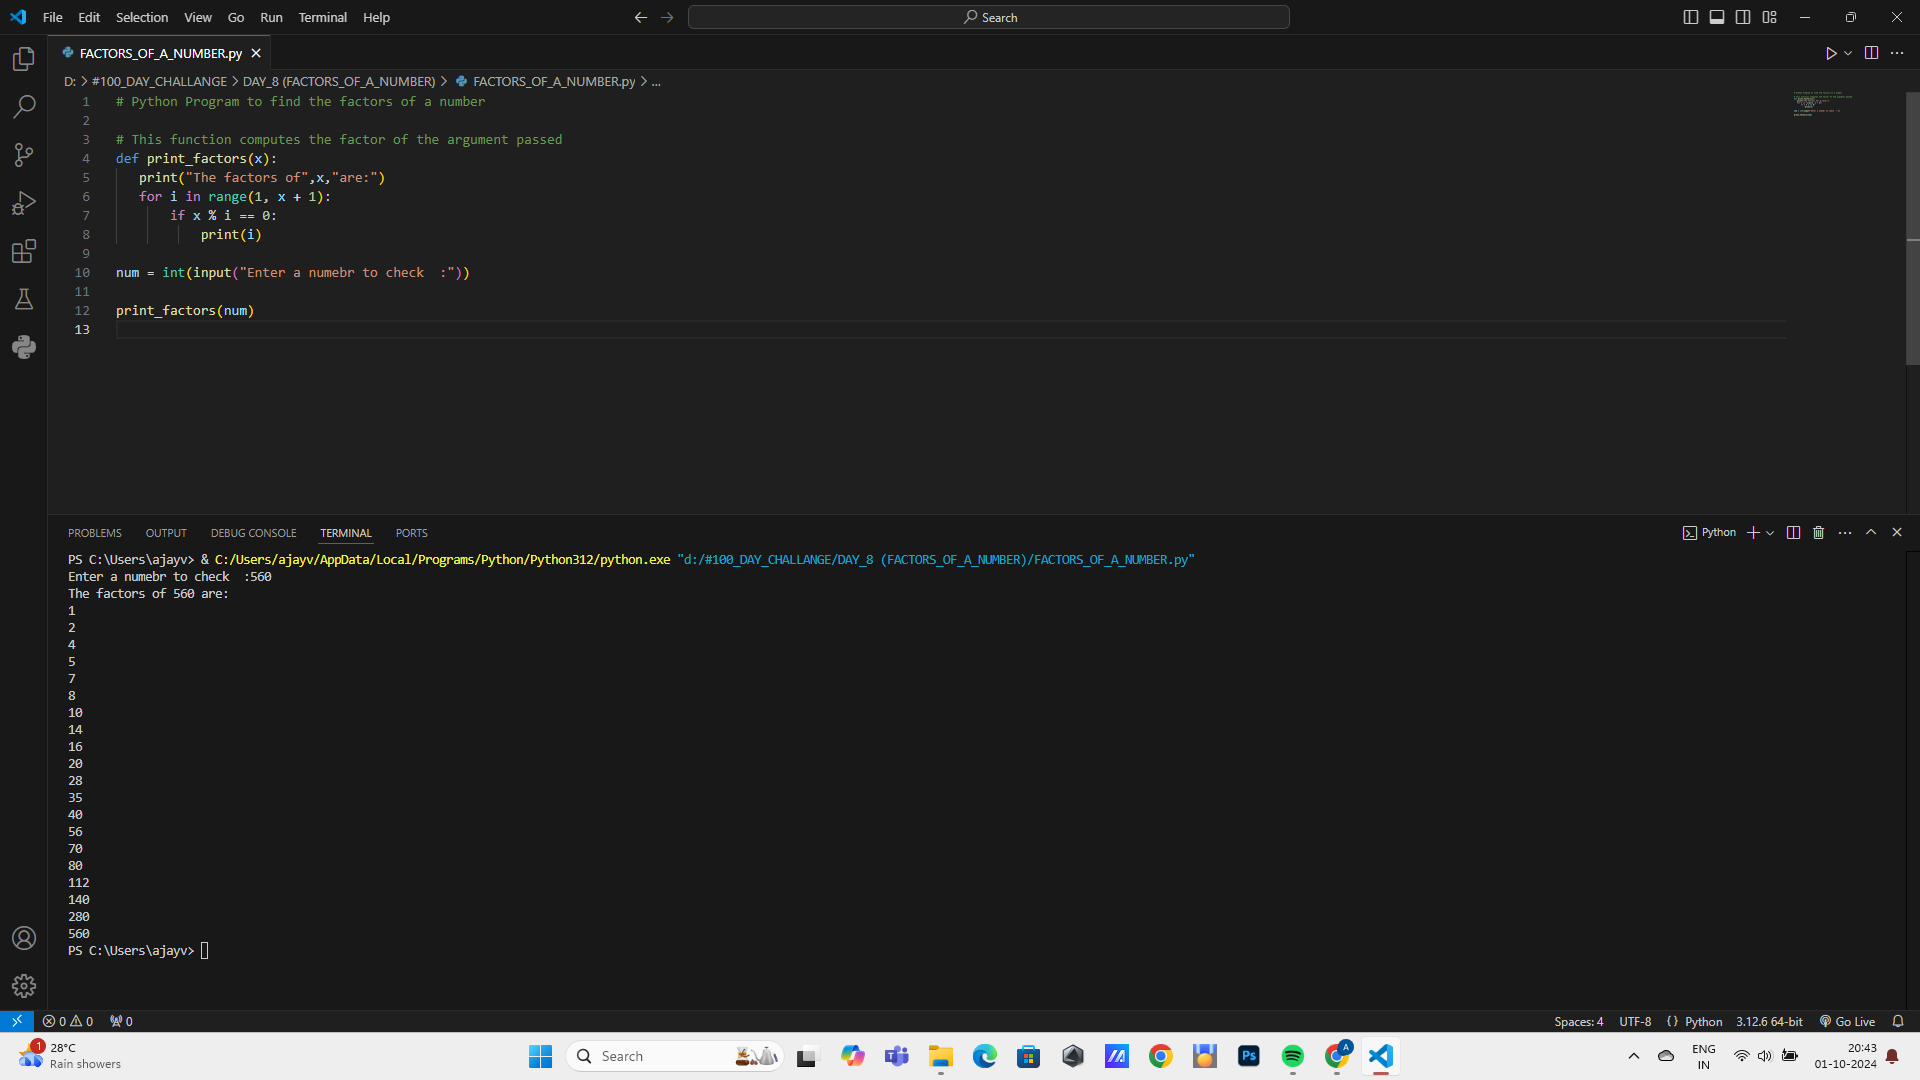 File Edit Selection View Go Run Terminal Help
Search
FACTORS_OF_A_NUMBER.py
D: > #100_DAY_CHALLANGE > DAY_8 (FACTORS_OF_A_NUMBER) > FACTORS_OF_A_NUMBER.py > ...
1 # Python Program to find the factors of a number
2
3 # This function computes the factor of the argument passed
4 def print_factors(x):
5 print("The factors of",x,"are:")
6 for i in range(1, x + 1):
7 if x % i == 0:
8 print(i)
9
10 num = int(input("Enter a numebr to check  :"))
11
12 print_factors(num)
13
PROBLEMS OUTPUT DEBUG CONSOLE TERMINAL PORTS
Python
PS C:\Users\ajayv> & C:/Users/ajayv/AppData/Local/Programs/Python/Python312/python.exe "d:/#100_DAY_CHALLANGE/DAY_8 (FACTORS_OF_A_NUMBER)/FACTORS_OF_A_NUMBER.py"
Enter a numebr to check  :560
The factors of 560 are:
1
2
4
5
7
8
10
14
16
20
28
35
40
56
70
80
112
140
280
560
PS C:\Users\ajayv>
0 0 0
Spaces: 4 UTF-8 {} Python 3.12.6 64-bit Go Live
1
28°C
Rain showers
Search
Ps
A
ENG
IN
20:43
01-10-2024